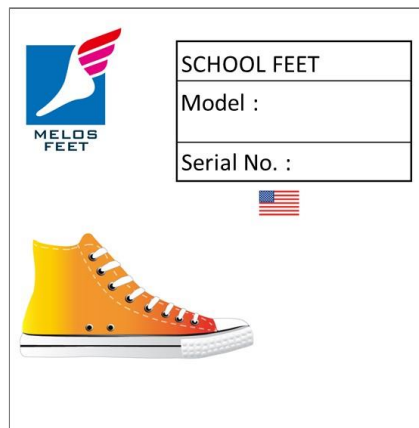 MELOS
FEET
SCHOOL FEET
Model :
Serial No. :